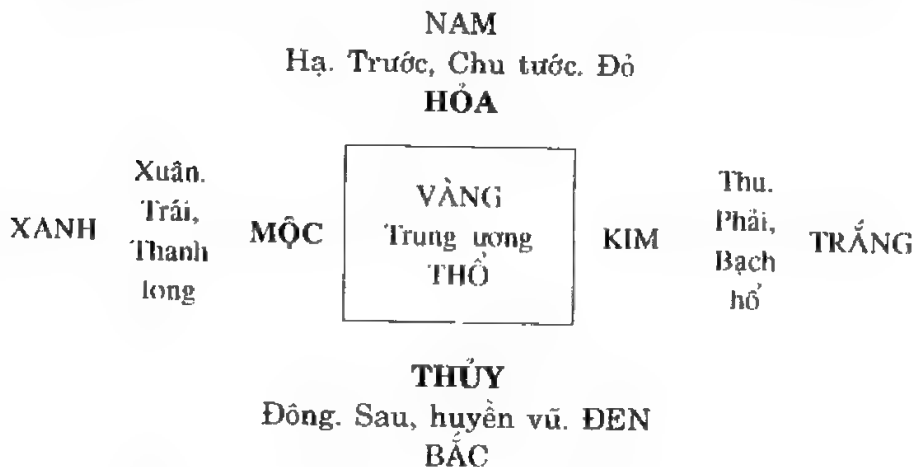 NAM
Hạ. Trước, Chu tước. Đỏ
HỎA
XANH
Xuân.
Trái,
Thanh
long
MỘC
VÀNG
Trung ương
THỔ
KIM
Thu.
Phải,
Bạch
hổ
TRẮNG
THỦY
Đông. Sau, huyền vũ. ĐEN
BẮC